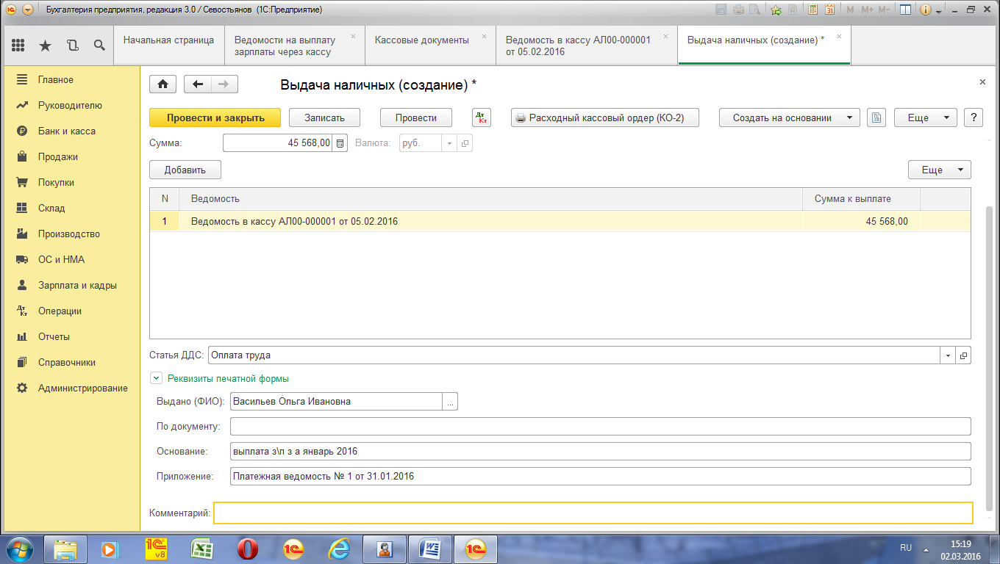 Бухгалтерия предприятия, редакция 3.0 / Севостьянов (1С:Предприятие)
M M+ M-
Начальная страница
Ведомости на выплату зарплаты через кассу
Кассовые документы
Ведомость в кассу АЛ00-000001 от 05.02.2016
Выдача наличных (создание) *
Главное
Руководителю
Банк и касса
Продажи
Покупки
Склад
Производство
ОС и НМА
Зарплата и кадры
Операции
Отчеты
Справочники
Администрирование
Выдача наличных (создание) *
Провести и закрыть Записать Провести Дт Кт Расходный кассовый ордер (КО-2) Создать на основании Еще ?
Сумма: 45 568,00 Валюта: руб.
Добавить Еще
N Ведомость Сумма к выплате
1 Ведомость в кассу АЛ00-000001 от 05.02.2016 45 568,00
Статья ДДС: Оплата труда
Реквизиты печатной формы
Выдано (ФИО): Васильев Ольга Ивановна ...
По документу:
Основание: выплата з\п з а январь 2016
Приложение: Платежная ведомость № 1 от 31.01.2016
Комментарий:
RU 15:19
02.03.2016